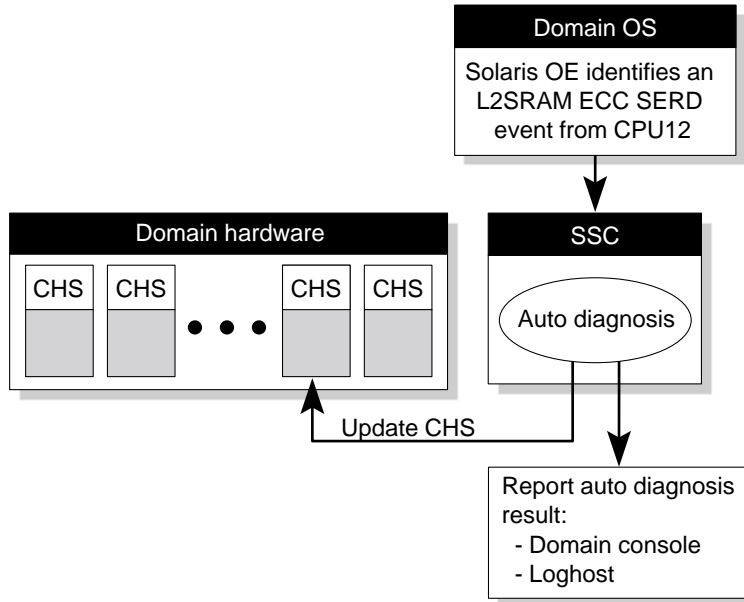 Domain OS
Solaris OE identifies an
L2SRAM ECC SERD
event from CPU12
Domain hardware
CHS
CHS
CHS
CHS
SSC
Auto diagnosis
Update CHS
Report auto diagnosis
result:
- Domain console
- Loghost